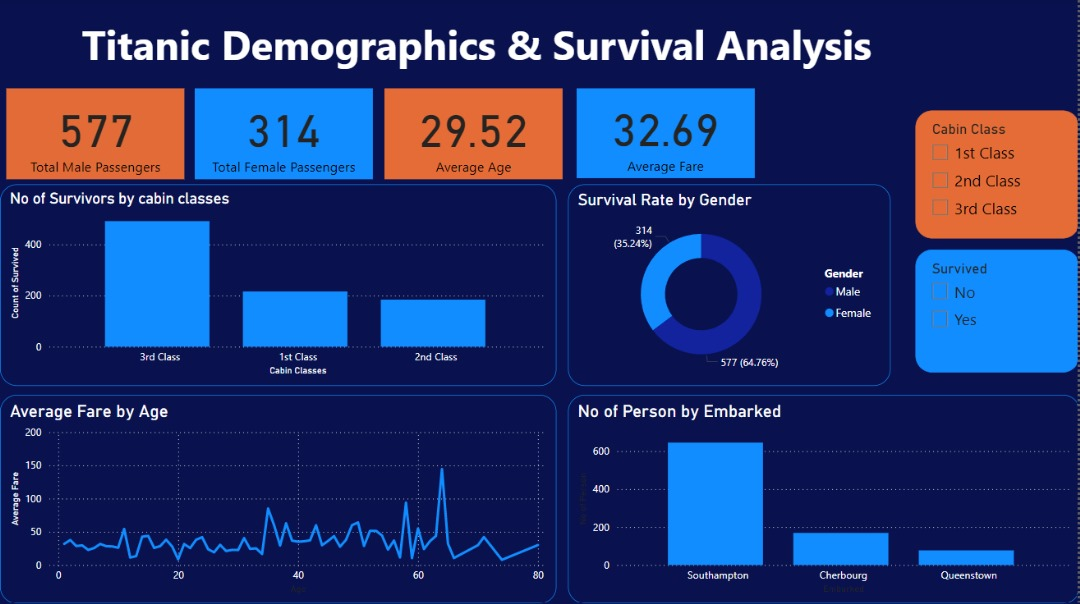 Titanic Demographics & Survival Analysis
577
Total Male Passengers
314
Total Female Passengers
29.52
Average Age
32.69
Average Fare
Cabin Class
1st Class
2nd Class
3rd Class
Survived
No
Yes
No of Survivors by cabin classes
Count of Survived
400
200
0
3rd Class
1st Class
2nd Class
Cabin Classes
Survival Rate by Gender
314
(35.24%)
577 (64.76%)
Gender
Male
Female
Average Fare by Age
Average Fare
200
150
100
50
0
0
20
40
60
80
Age
No of Person by Embarked
600
400
200
0
Southampton
Cherbourg
Queenstown
Embarked